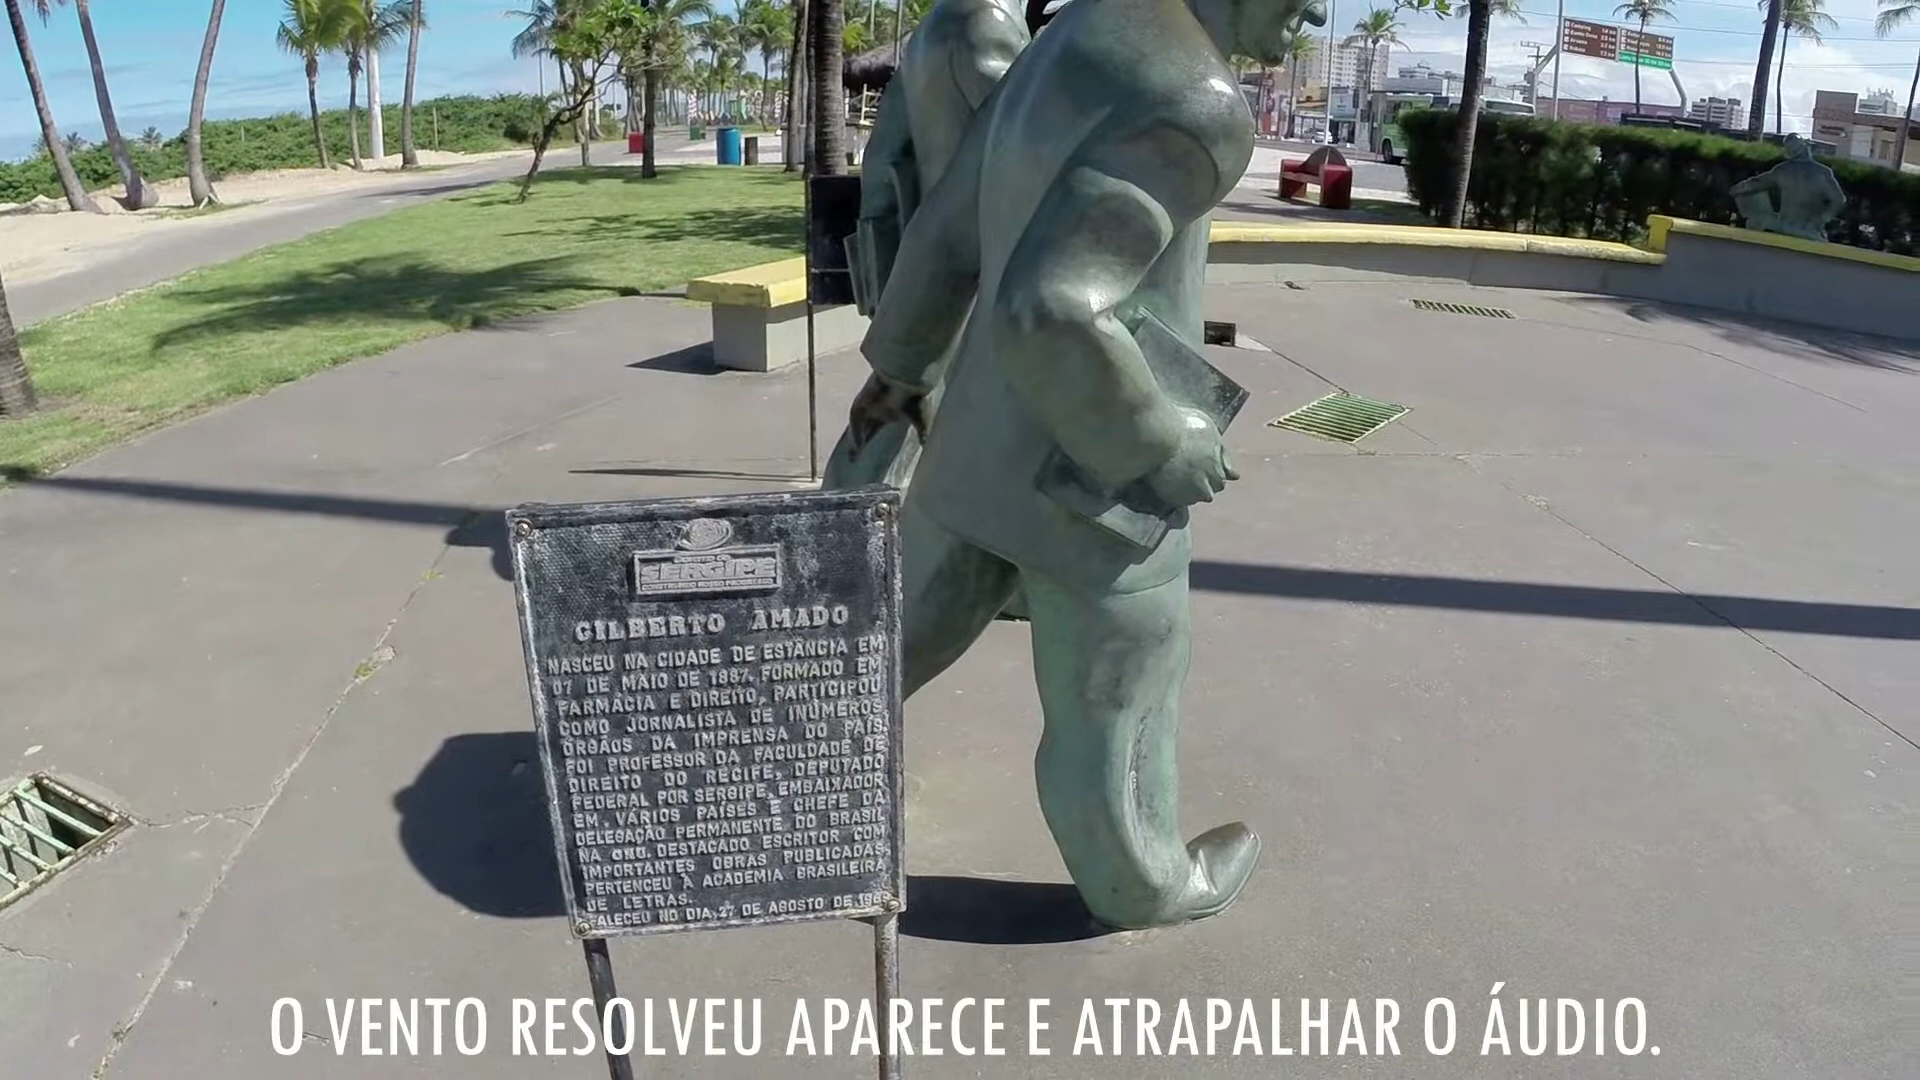 SERGIPE
GILBERTO AMADO
NASCEU NA CIDADE DE ESTÂNCIA EM
07 DE MAIO DE 1887. FORMADO EM
FARMÁCIA E DIREITO, PARTICIPOU
COMO JORNALISTA DE INÚMEROS
ÓRGÃOS DA IMPRENSA DO PAÍS.
FOI PROFESSOR DA FACULDADE DE
DIREITO DO RECIFE, DEPUTADO
FEDERAL POR SERGIPE, EMBAIXADOR
EM VÁRIOS PAÍSES E CHEFE DA
DELEGAÇÃO PERMANENTE DO BRASIL
NA ONU. DESTACADO ESCRITOR COM
IMPORTANTES OBRAS PUBLICADAS,
PERTENCEU À ACADEMIA BRASILEIRA
DE LETRAS.
FALECEU NO DIA 27 DE AGOSTO DE
O VENTO RESOLVEU APARECE E ATRAPALHAR O ÁUDIO.